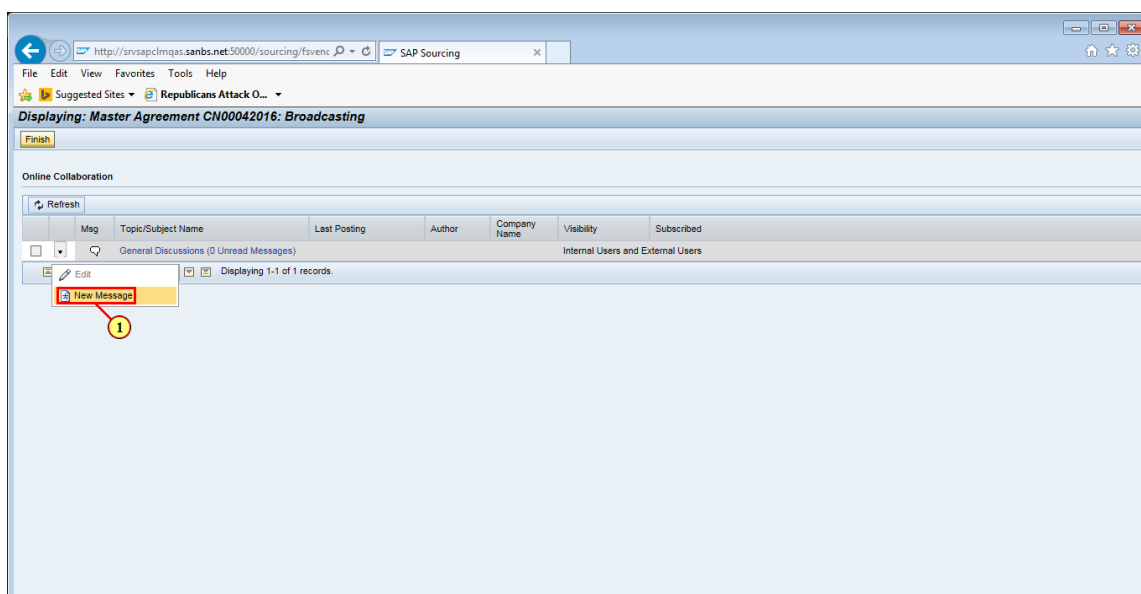 http://srvsapclmqas.sanbs.net:50000/sourcing/fsvenc
SAP Sourcing
File Edit View Favorites Tools Help
Suggested Sites Republicans Attack O...
Displaying: Master Agreement CN00042016: Broadcasting
Finish
Online Collaboration
Refresh
Msg Topic/Subject Name Last Posting Author Company Name Visibility Subscribed
General Discussions (0 Unread Messages) Internal Users and External Users
Displaying 1-1 of 1 records.
Edit
New Message
1